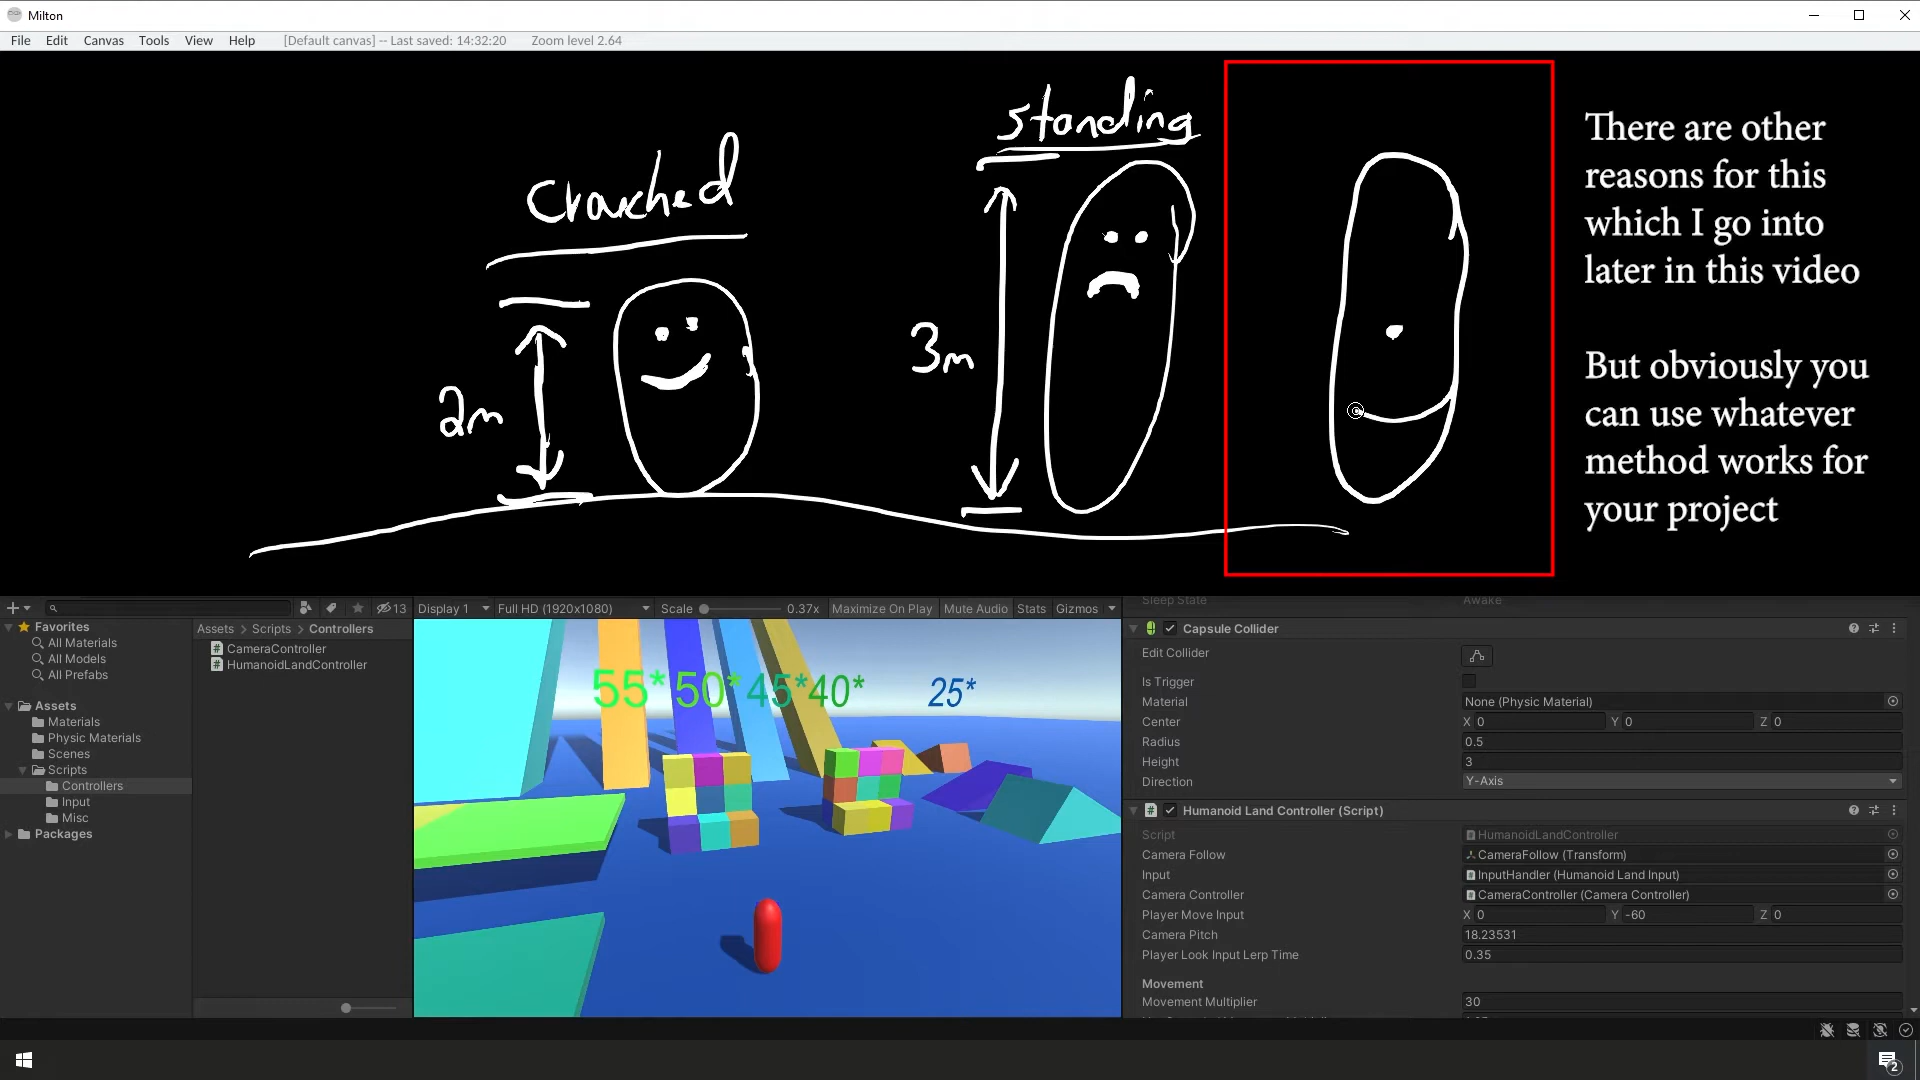 Milton
File Edit Canvas Tools View Help [Default canvas] -- Last saved: 14:32:20 Zoom level 2.64
Crouched
2m
standing
3m
There are other
reasons for this
which I go into
later in this video
But obviously you
can use whatever
method works for
your project
13
Favorites
All Materials
All Models
All Prefabs
Assets
Materials
Physic Materials
Scenes
Scripts
Controllers
Input
Misc
Packages
Assets > Scripts > Controllers
CameraController
HumanoidLandController
Display 1 Full HD (1920x1080) Scale 0.37x Maximize On Play Mute Audio Stats Gizmos
55* 50* 45* 40* 25*
Sleep State Awake
Capsule Collider
Edit Collider
Is Trigger
Material None (Physic Material)
Center X 0 Y 0 Z 0
Radius 0.5
Height 3
Direction Y-Axis
# Humanoid Land Controller (Script)
Script HumanoidLandController
Camera Follow CameraFollow (Transform)
Input InputHandler (Humanoid Land Input)
Camera Controller CameraController (Camera Controller)
Player Move Input X 0 Y -60 Z 0
Camera Pitch 18.23531
Player Look Input Lerp Time 0.35
Movement
Movement Multiplier 30
2